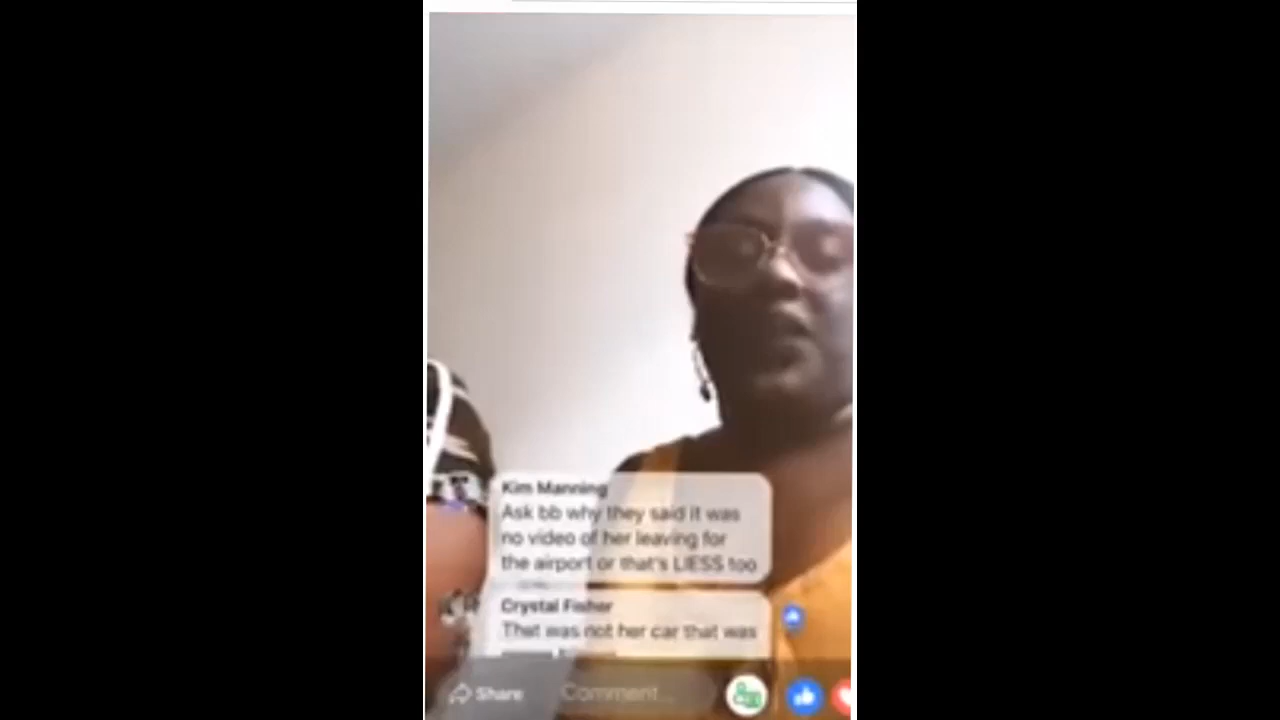 Kim Manning
Ask bb why they said it was
no video of her leaving for
the airport or that's LIESS too
Crystal Fisher
That was not her car that was
Share
Comment...